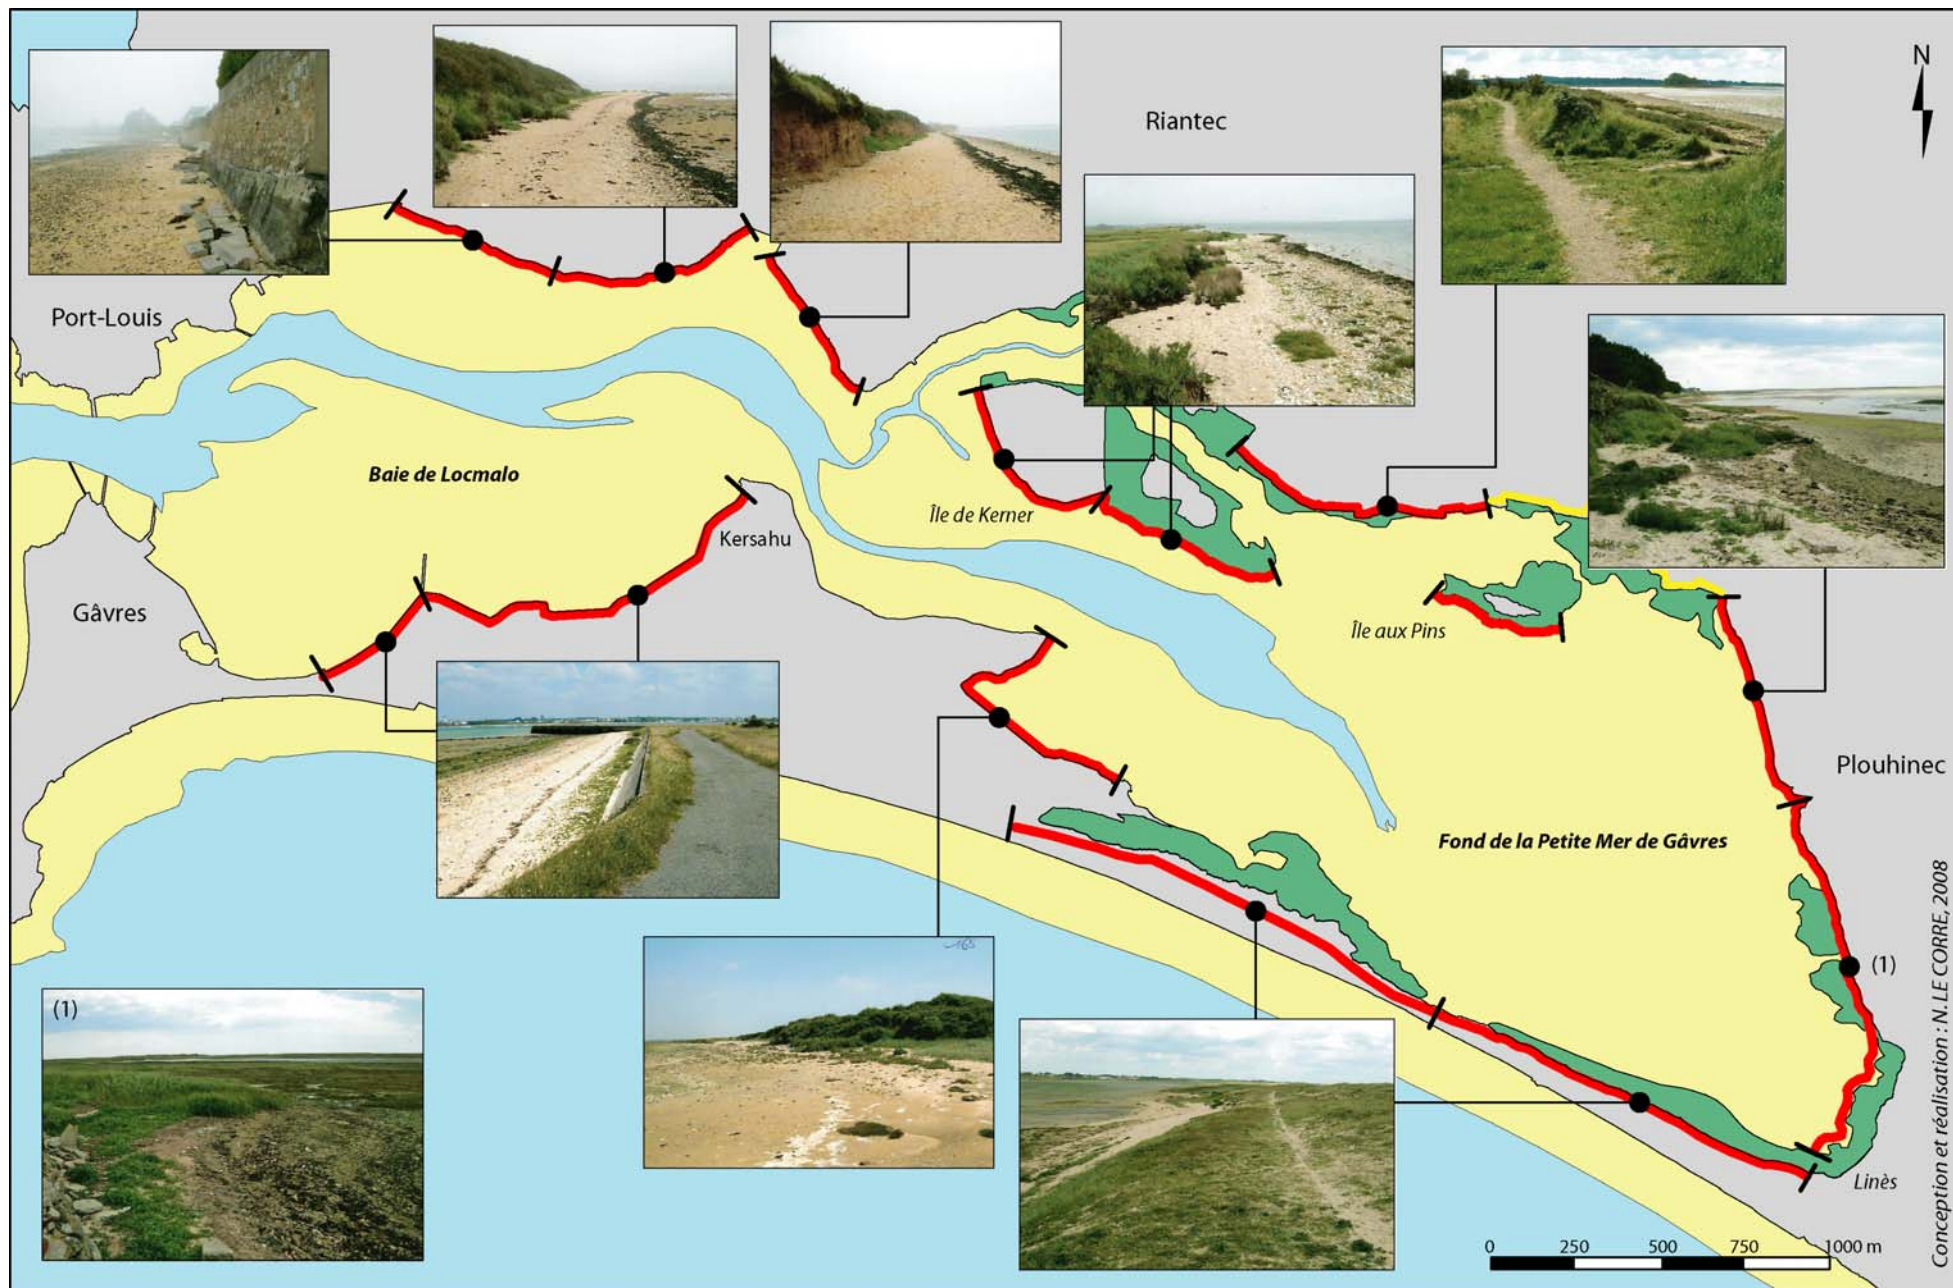 N
Riantec
Port-Louis
Baie de Locmalo
Île de Kerner
Kersahu
Gâvres
Île aux Pins
Plouhinec
Fond de la Petite Mer de Gâvres
(1)
(1)
Linès
0 250 500 750 1000 m
Conception et réalisation : N. LE CORRE, 2008